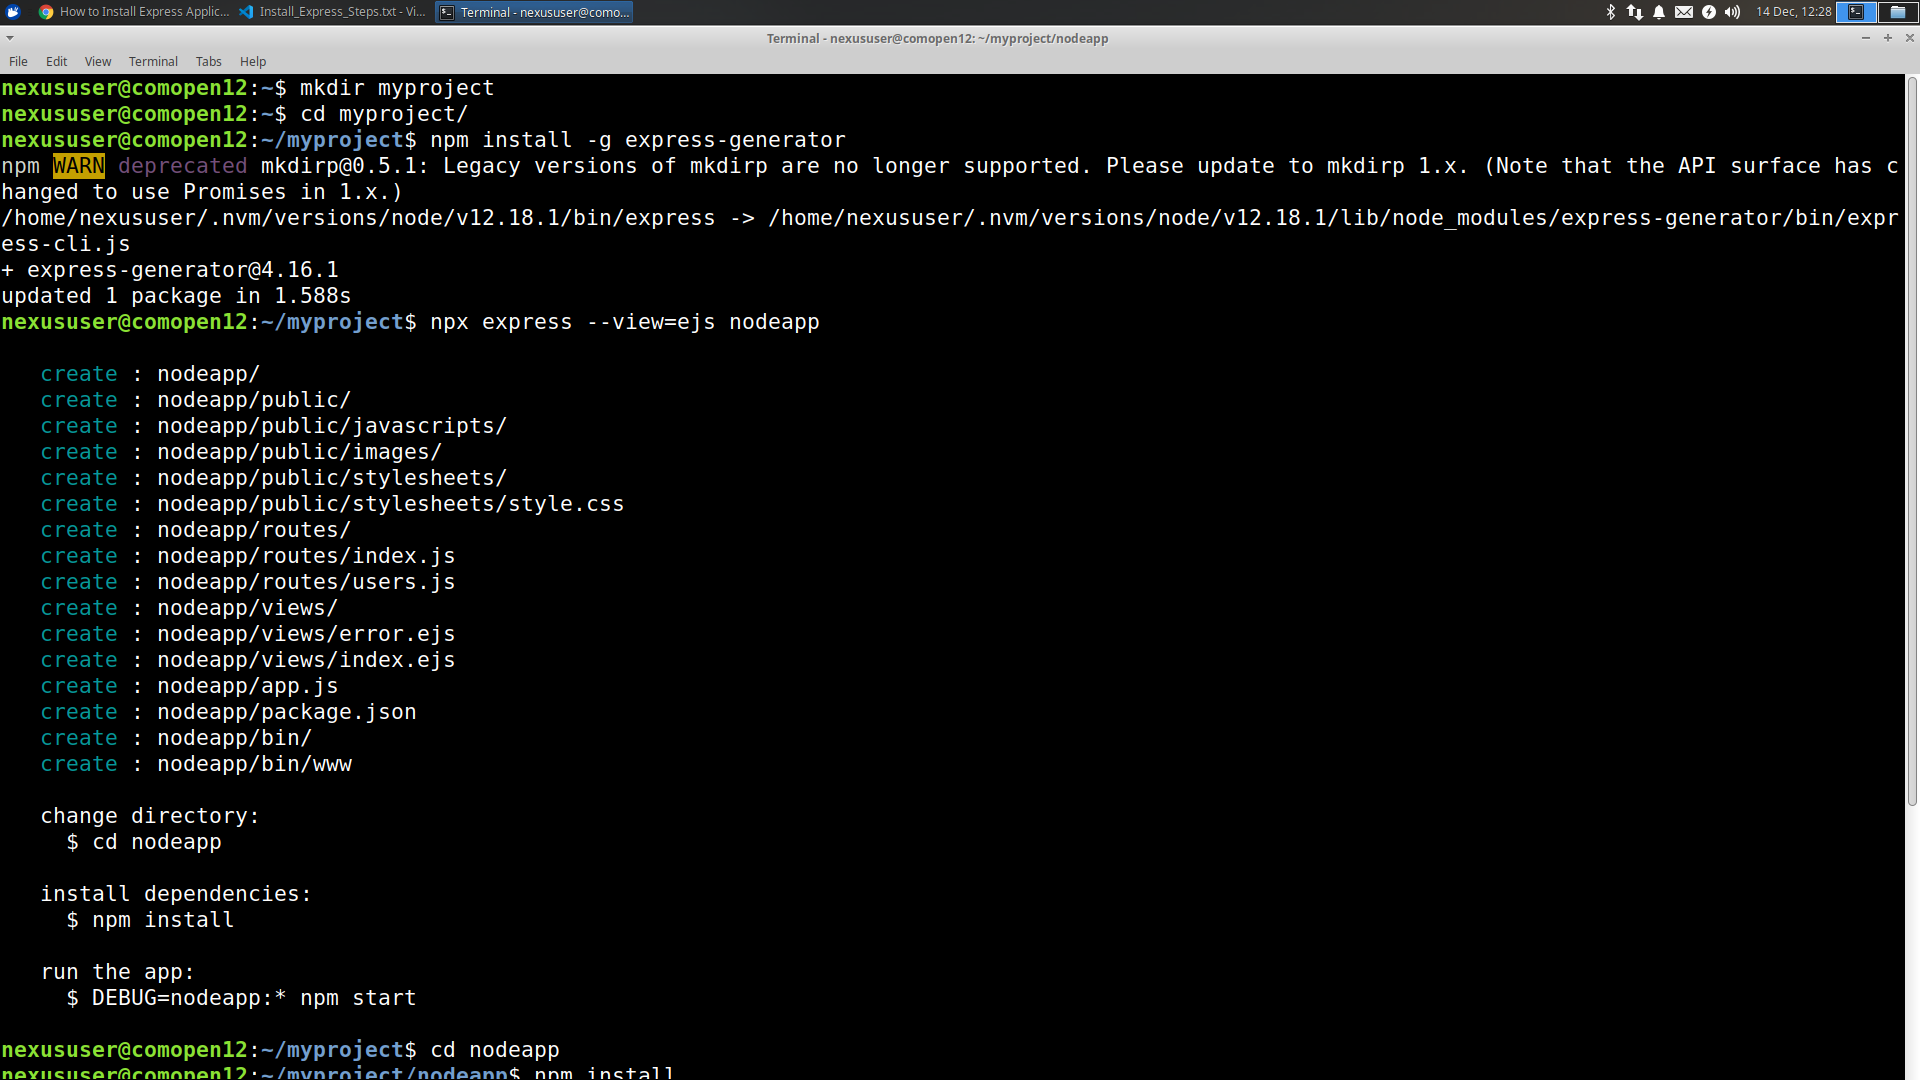 How to Install Express Applic...
Install_Express_Steps.txt - Vi...
Terminal - nexususer@como...
14 Dec, 12:28
Terminal - nexususer@comopen12: ~/myproject/nodeapp
File Edit View Terminal Tabs Help
nexususer@comopen12:~$ mkdir myproject
nexususer@comopen12:~$ cd myproject/
nexususer@comopen12:~/myproject$ npm install -g express-generator
npm WARN deprecated mkdirp@0.5.1: Legacy versions of mkdirp are no longer supported. Please update to mkdirp 1.x. (Note that the API surface has c
hanged to use Promises in 1.x.)
/home/nexususer/.nvm/versions/node/v12.18.1/bin/express -> /home/nexususer/.nvm/versions/node/v12.18.1/lib/node_modules/express-generator/bin/expr
ess-cli.js
+ express-generator@4.16.1
updated 1 package in 1.588s
nexususer@comopen12:~/myproject$ npx express --view=ejs nodeapp
create : nodeapp/
create : nodeapp/public/
create : nodeapp/public/javascripts/
create : nodeapp/public/images/
create : nodeapp/public/stylesheets/
create : nodeapp/public/stylesheets/style.css
create : nodeapp/routes/
create : nodeapp/routes/index.js
create : nodeapp/routes/users.js
create : nodeapp/views/
create : nodeapp/views/error.ejs
create : nodeapp/views/index.ejs
create : nodeapp/app.js
create : nodeapp/package.json
create : nodeapp/bin/
create : nodeapp/bin/www
change directory:
$ cd nodeapp
install dependencies:
$ npm install
run the app:
$ DEBUG=nodeapp:* npm start
nexususer@comopen12:~/myproject$ cd nodeapp
nexususer@comopen12:~/myproject/nodeapp$ npm install